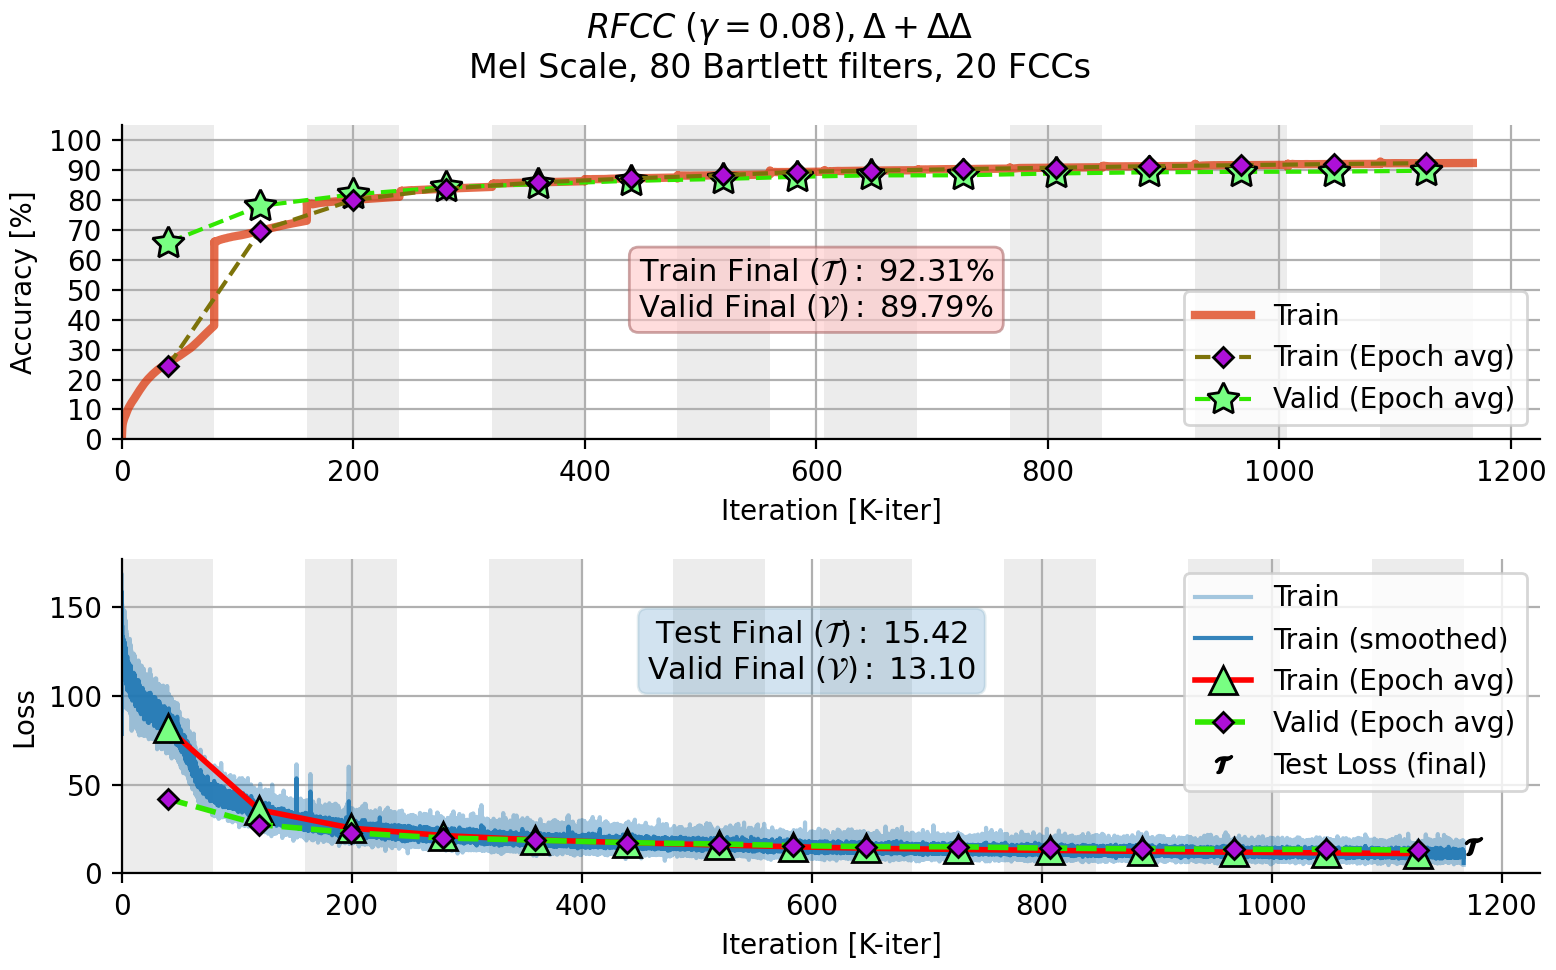 RFCC (γ = 0.08), Δ + ΔΔ
Mel Scale, 80 Bartlett filters, 20 FCCs
100
90
80
70
60
50
40
30
20
10
0
Accuracy [%]
Train Final (𝒯) : 92.31%
Valid Final (𝒱) : 89.79%
Train
Train (Epoch avg)
Valid (Epoch avg)
0 200 400 600 800 1000 1200
Iteration [K-iter]
150
100
50
0
Loss
Test Final (𝒯) : 15.42
Valid Final (𝒱) : 13.10
Train
Train (smoothed)
Train (Epoch avg)
Valid (Epoch avg)
𝒯 Test Loss (final)
𝒯
0 200 400 600 800 1000 1200
Iteration [K-iter]